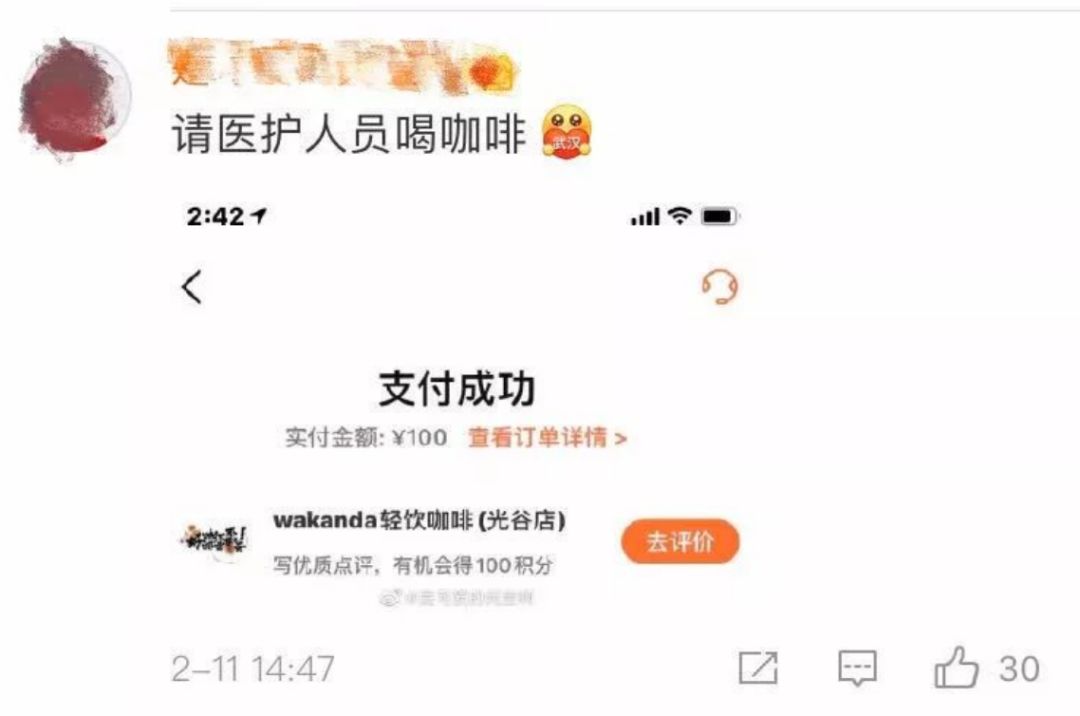 请医护人员喝咖啡 武汉
2:42
支付成功
实付金额: ¥100 查看订单详情 >
wakanda轻饮咖啡(光谷店)
去评价
写优质点评，有机会得100积分
2-11 14:47
30